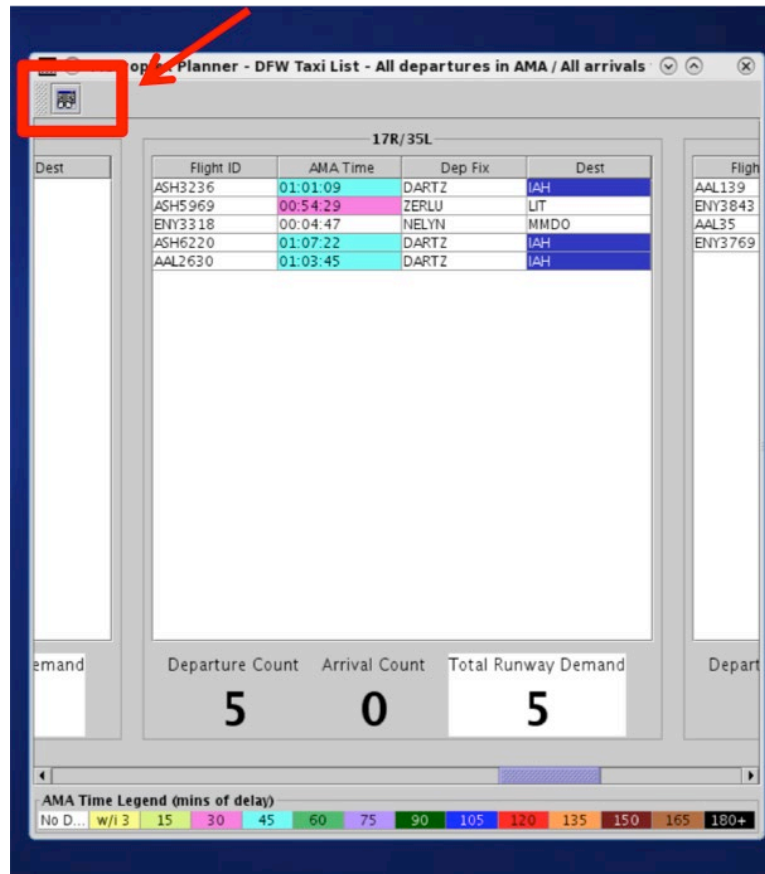 Planner - DFW Taxi List - All departures in AMA / All arrivals
17R/35L
Dest Flight ID AMA Time Dep Fix Dest Fligh
ASH3236 01:01:09 DARTZ IAH AAL139
ASH5969 00:54:29 ZERLU LIT ENY3843
ENY3318 00:04:47 NELYN MMDO AAL35
ASH6220 01:07:22 DARTZ IAH ENY3769
AAL2630 01:03:45 DARTZ IAH
emand Departure Count Arrival Count Total Runway Demand Depart
5 0 5
AMA Time Legend (mins of delay)
No D... w/i 3 15 30 45 60 75 90 105 120 135 150 165 180+